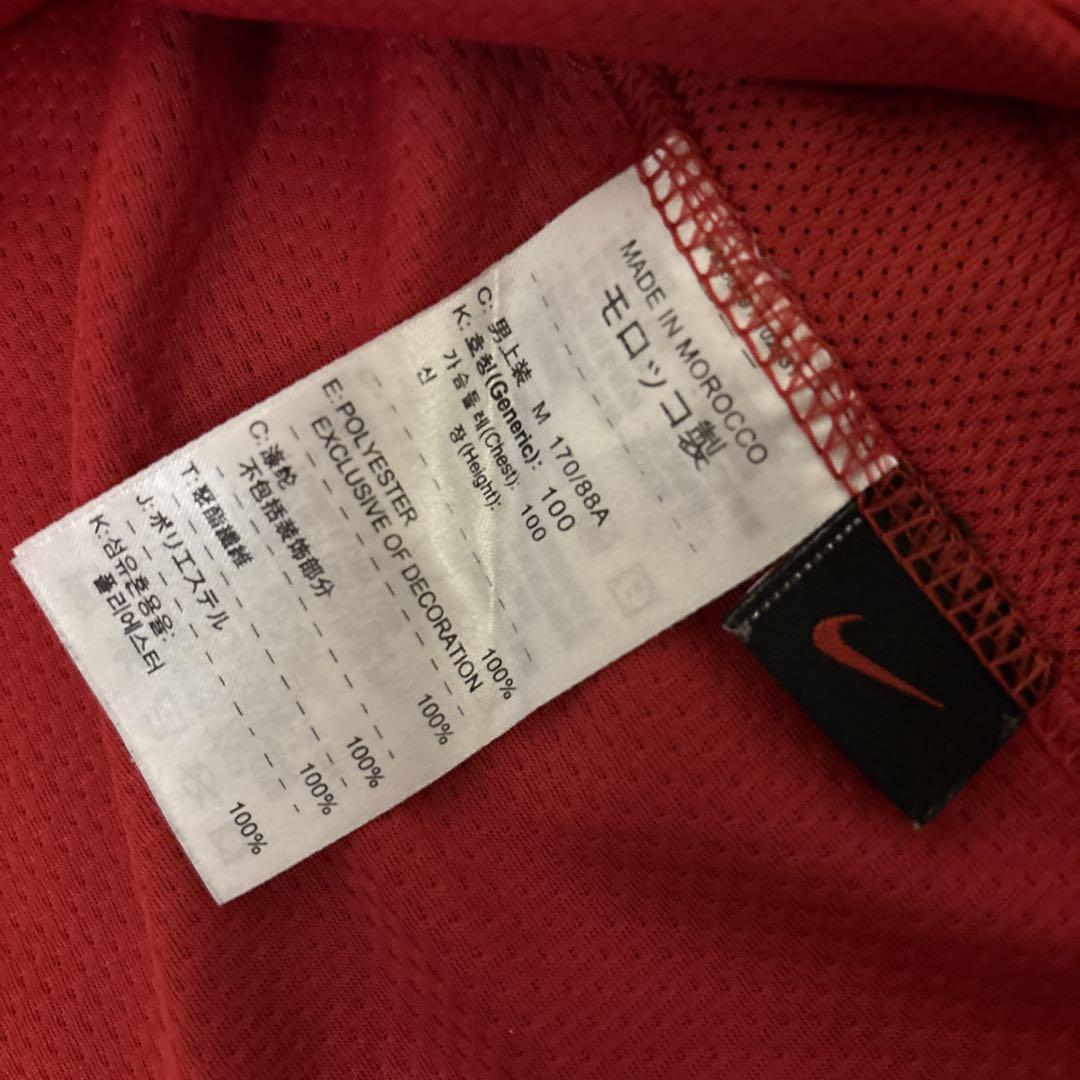 MADE IN MOROCCO
モロッコ製
C: 男上装 M 170/88A
K: 호칭(Generic): 100
가슴둘레(Chest): 100
신 장(Height):
E: POLYESTER 100%
EXCLUSIVE OF DECORATION
C: 涤纶 100%
不包括装饰部分
T: 聚酯纖維 100%
J: ポリエステル 100%
K: 섬유혼용율: 100%
폴리에스터